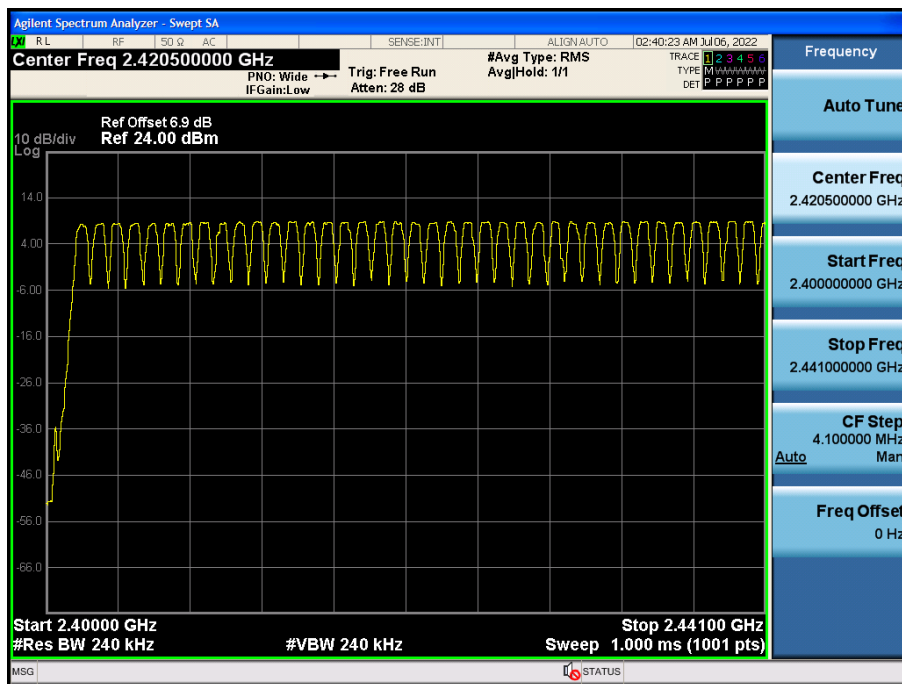 Agilent Spectrum Analyzer - Swept SA
LXI RL RF 50 Ω AC SENSE:INT ALIGNAUTO 02:40:23 AM Jul 06, 2022
Center Freq 2.420500000 GHz
#Avg Type: RMS
TRACE 1 2 3 4 5 6
PNO: Wide Trig: Free Run Avg|Hold: 1/1
TYPE M WWWWW
IFGain:Low Atten: 28 dB
DET P P P P P P
Ref Offset 6.9 dB
10 dB/div Ref 24.00 dBm
Log
14.0
4.00
-6.00
-16.0
-26.0
-36.0
-46.0
-56.0
-66.0
Start 2.40000 GHz Stop 2.44100 GHz
#Res BW 240 kHz #VBW 240 kHz Sweep 1.000 ms (1001 pts)
MSG STATUS
Frequency
Auto Tune
Center Freq
2.420500000 GHz
Start Freq
2.400000000 GHz
Stop Freq
2.441000000 GHz
CF Step
4.100000 MHz
Auto Man
Freq Offset
0 Hz